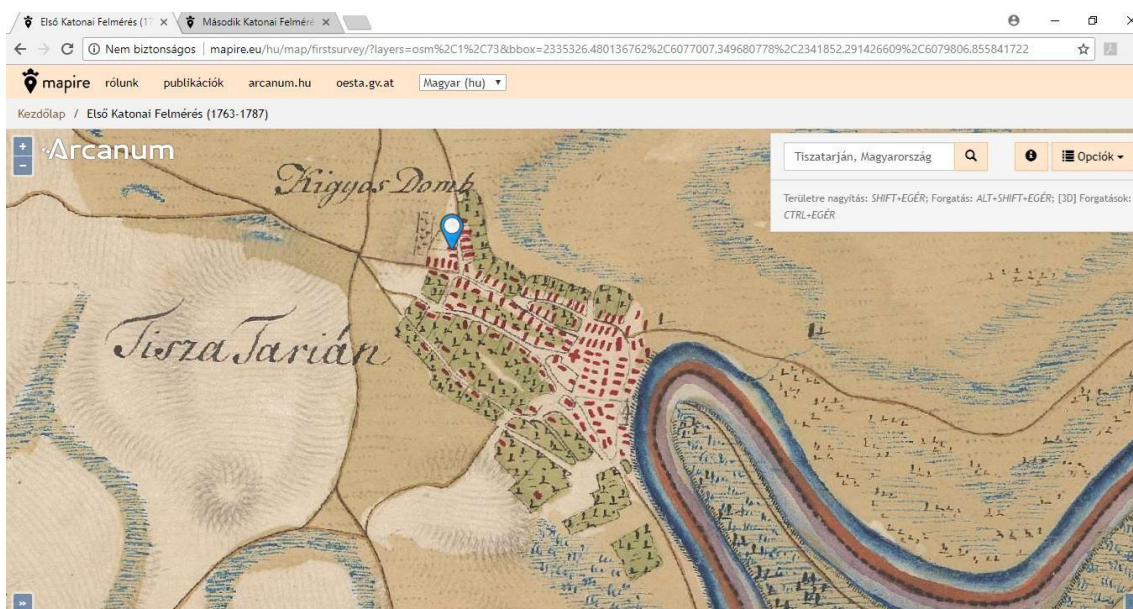 Első Katonai Felmérés (17
Második Katonai Felméré
Nem biztonságos | mapire.eu/hu/map/firstsurvey/?layers=osm%2C1%2C73&bbox=2335326.480136762%2C6077007.349680778%2C2341852.291426609%2C6079806.855841722
mapire rólunk publikációk arcanum.hu oesta.gv.at Magyar (hu)
Kezdőlap / Első Katonai Felmérés (1763-1787)
Arcanum
Tiszatarján, Magyarország
Opciók
Területre nagyítás: SHIFT+EGÉR; Forgatás: ALT+SHIFT+EGÉR; [3D] Forgatások:
CTRL+EGÉR
Kigyos Domb
Tisza Tarián